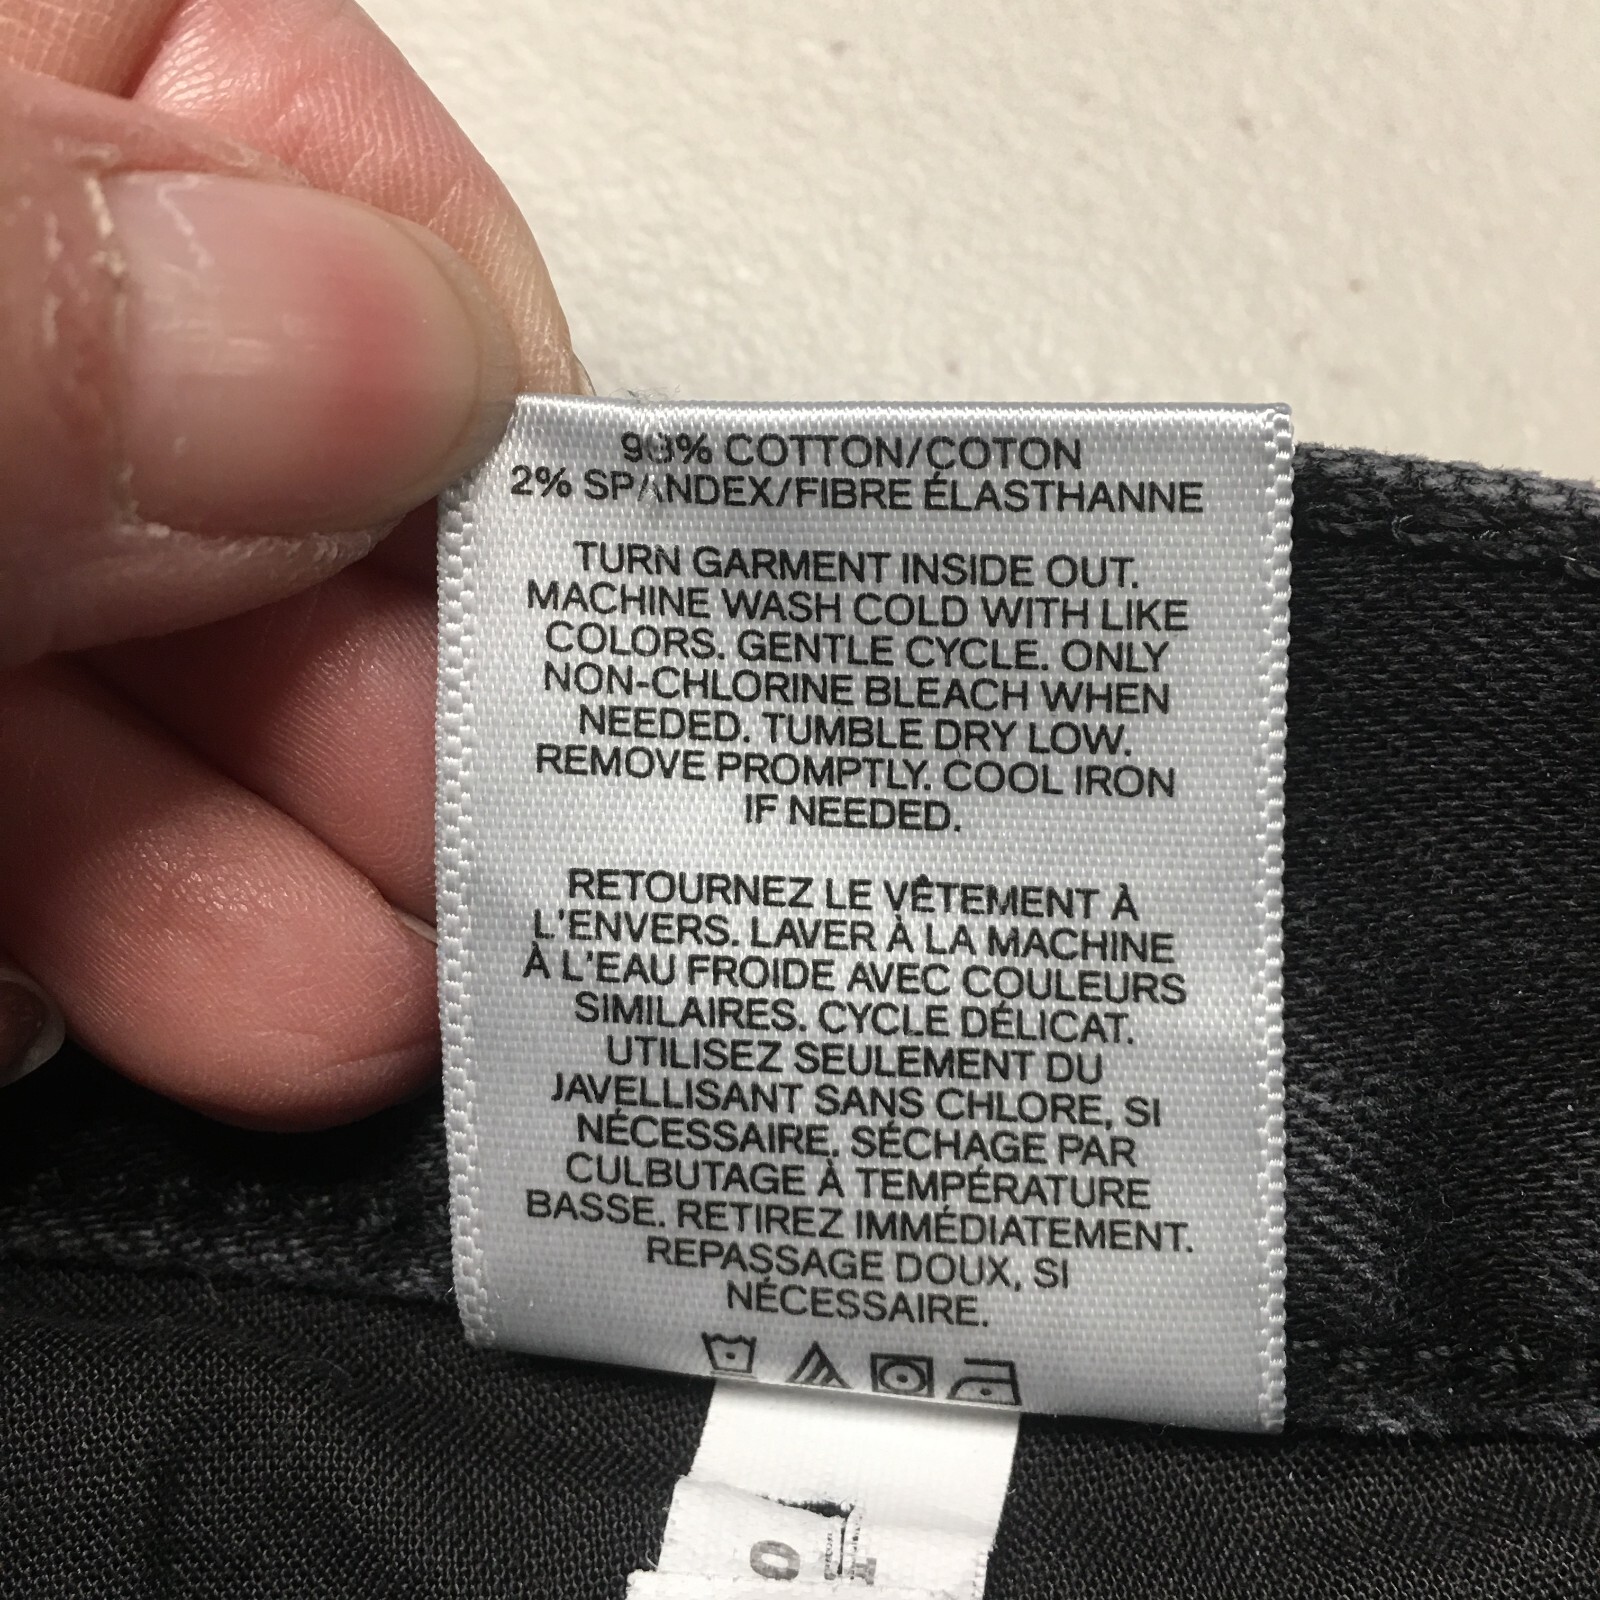 98% COTTON/COTON
2% SPANDEX/FIBRE ÉLASTHANNE
TURN GARMENT INSIDE OUT.
MACHINE WASH COLD WITH LIKE
COLORS. GENTLE CYCLE. ONLY
NON-CHLORINE BLEACH WHEN
NEEDED. TUMBLE DRY LOW.
REMOVE PROMPTLY. COOL IRON
IF NEEDED.
RETOURNEZ LE VÊTEMENT À
L'ENVERS. LAVER À LA MACHINE
À L'EAU FROIDE AVEC COULEURS
SIMILAIRES. CYCLE DÉLICAT.
UTILISEZ SEULEMENT DU
JAVELLISANT SANS CHLORE, SI
NÉCESSAIRE. SÉCHAGE PAR
CULBUTAGE À TEMPÉRATURE
BASSE. RETIREZ IMMÉDIATEMENT.
REPASSAGE DOUX, SI
NÉCESSAIRE.